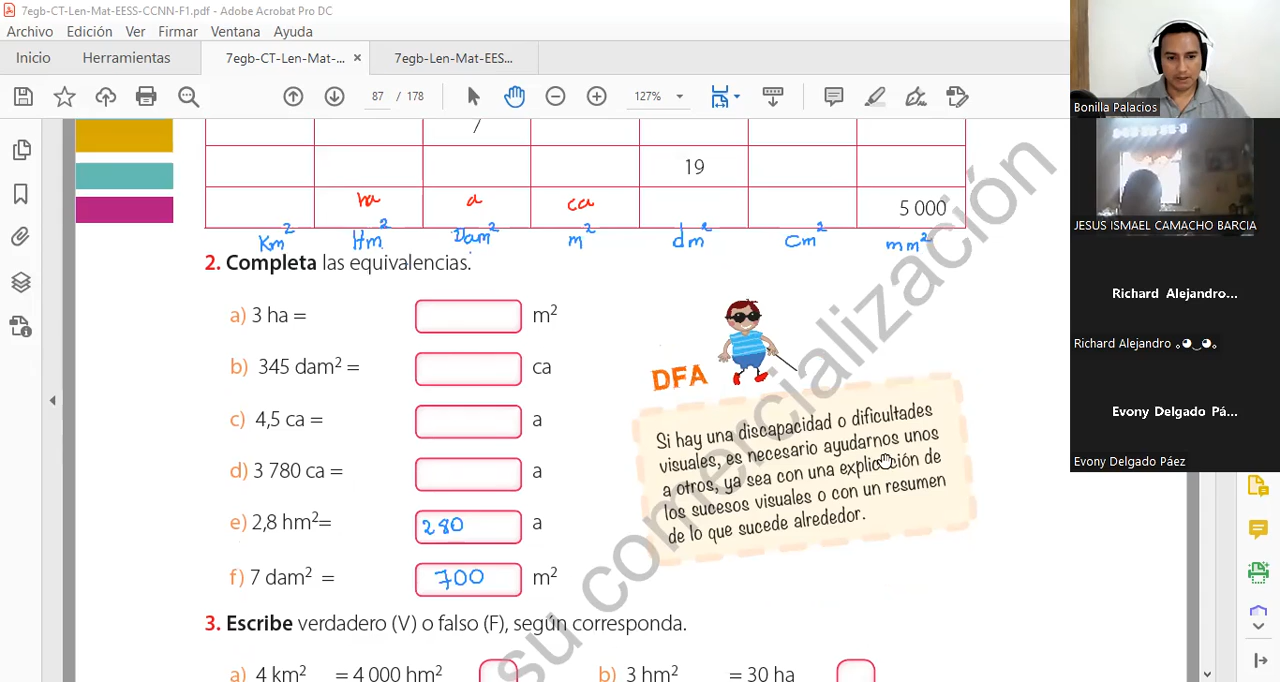 7egb-CT-Len-Mat-EESS-CCNN-F1.pdf - Adobe Acrobat Pro DC
Archivo Edición Ver Firmar Ventana Ayuda
Inicio Herramientas 7egb-CT-Len-Mat-... × 7egb-Len-Mat-EES...
87 / 178 127%
7
19
ha a ca 5 000
Km² Hm² Dam² m² dm² Cm² mm²
2. Completa las equivalencias.
a) 3 ha = m²
b) 345 dam² = ca
c) 4,5 ca = a
d) 3 780 ca = a
e) 2,8 hm²= 280 a
f) 7 dam² = 700 m²
DFA
Si hay una discapacidad o dificultades
visuales, es necesario ayudarnos unos
a otros, ya sea con una explicación de
los sucesos visuales o con un resumen
de lo que sucede alrededor.
su comercialización
3. Escribe verdadero (V) o falso (F), según corresponda.
a) 4 km² = 4 000 hm² b) 3 hm² = 30 ha
Bonilla Palacios
JESUS ISMAEL CAMACHO BARCIA
Richard Alejandro...
Richard Alejandro ｡◕‿◕｡
Evony Delgado Pá...
Evony Delgado Páez